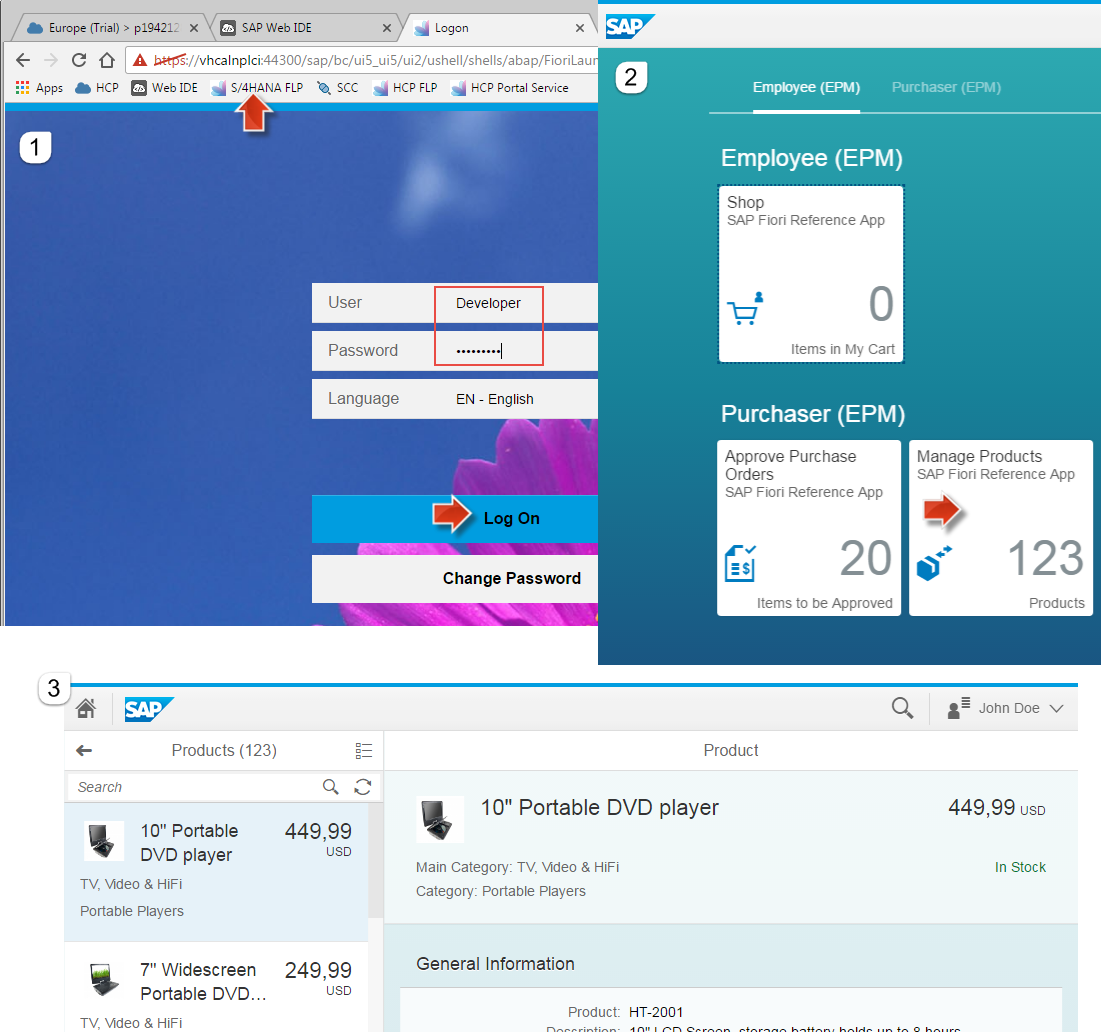 Europe (Trial) > p194212
SAP Web IDE
Logon
https://vhcalnplci:44300/sap/bc/ui5_ui5/ui2/ushell/shells/abap/FioriLaun
Apps
HCP
Web IDE
S/4HANA FLP
SCC
HCP FLP
HCP Portal Service
1
User
Developer
Password
•••••••••
Language
EN - English
Log On
Change Password
SAP
2
Employee (EPM)
Purchaser (EPM)
Employee (EPM)
Shop
SAP Fiori Reference App
0
Items in My Cart
Purchaser (EPM)
Approve Purchase
Orders
SAP Fiori Reference App
20
Items to be Approved
Manage Products
SAP Fiori Reference App
123
Products
3
SAP
John Doe
Products (123)
Product
Search
10" Portable
DVD player
449,99
USD
TV, Video & HiFi
Portable Players
7" Widescreen
Portable DVD...
249,99
USD
TV, Video & HiFi
10" Portable DVD player
449,99 USD
Main Category: TV, Video & HiFi
In Stock
Category: Portable Players
General Information
Product: HT-2001
Description: 10" LCD Screen, storage battery holds up to 8 hours